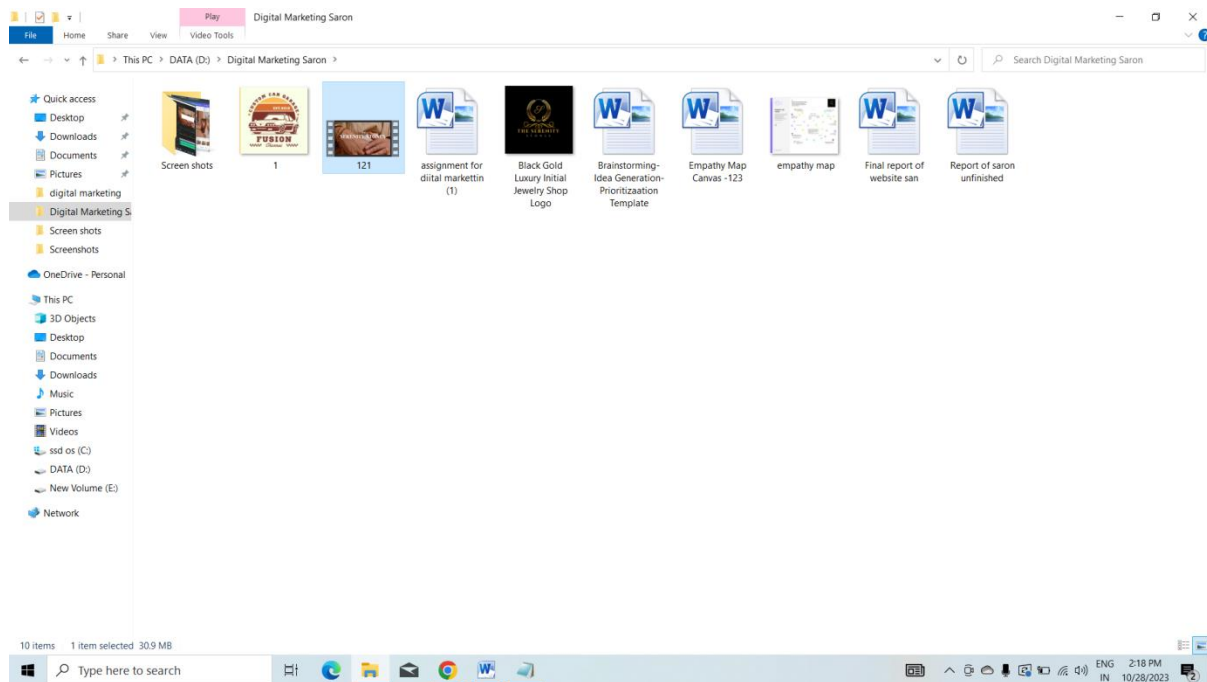 Play
Digital Marketing Saron
File
Home
Share
View
Video Tools
This PC > DATA (D:) > Digital Marketing Saron >
Search Digital Marketing Saron
Quick access
Desktop
Downloads
Documents
Pictures
digital marketing
Digital Marketing S
Screen shots
Screenshots
OneDrive - Personal
This PC
3D Objects
Desktop
Documents
Downloads
Music
Pictures
Videos
ssd os (C:)
DATA (D:)
New Volume (E:)
Network
CUSTOM CAR GARAGE
FUSION
THE SERENITY
Screen shots
1
121
assignment for
diital markettin
(1)
Black Gold
Luxury Initial
Jewelry Shop
Logo
Brainstorming-
Idea Generation-
Prioritizaation
Template
Empathy Map
Canvas -123
empathy map
Final report of
website san
Report of saron
unfinished
10 items
1 item selected 30.9 MB
Type here to search
ENG
IN
2:18 PM
10/28/2023
2